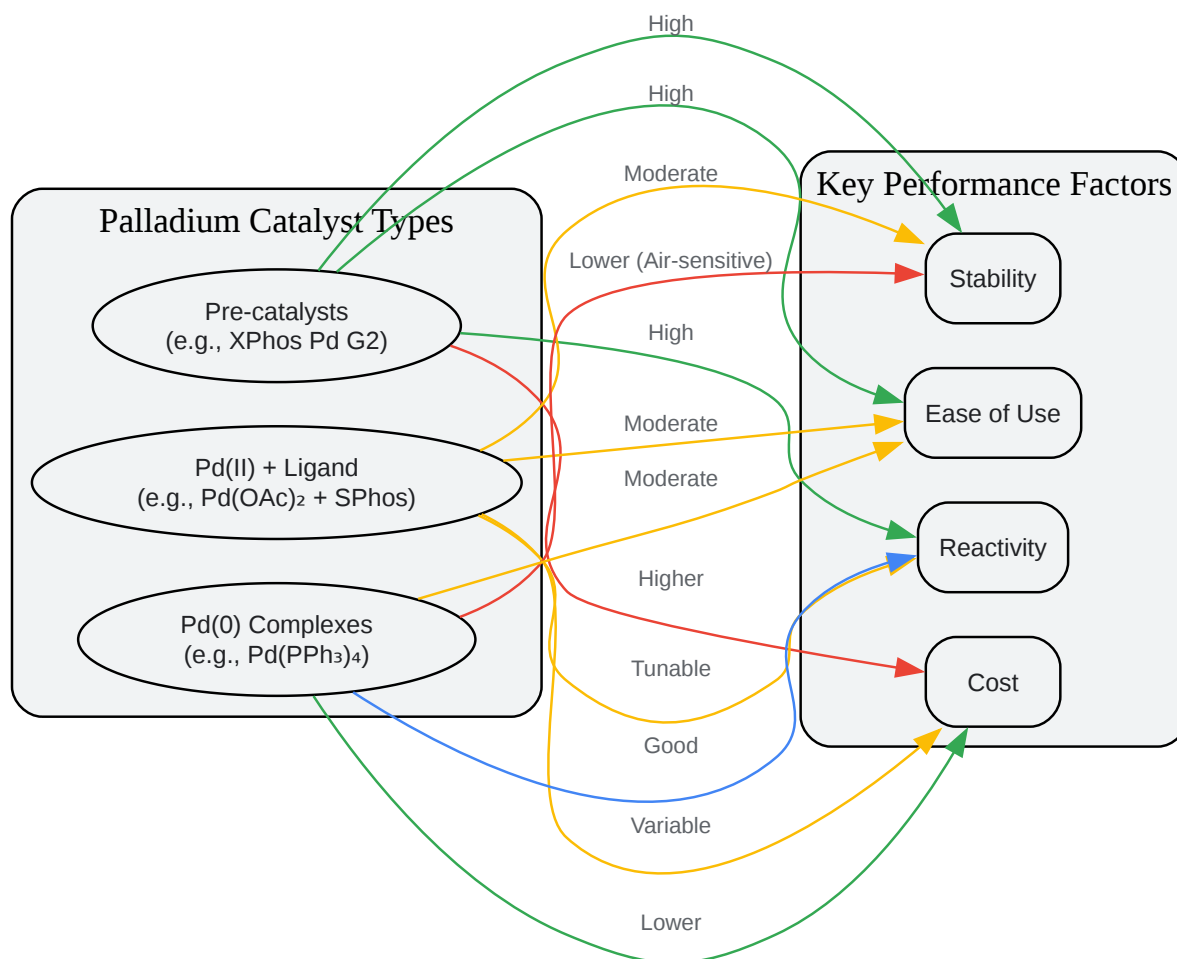 Palladium Catalyst Types
Pre-catalysts
(e.g., XPhos Pd G2)
Pd(II) + Ligand
(e.g., Pd(OAc)₂ + SPhos)
Pd(0) Complexes
(e.g., Pd(PPh₃)₄)
High
High
Moderate
Lower (Air-sensitive)
High
Moderate
Moderate
Higher
Tunable
Good
Variable
Lower
Key Performance Factors
Stability
Ease of Use
Reactivity
Cost